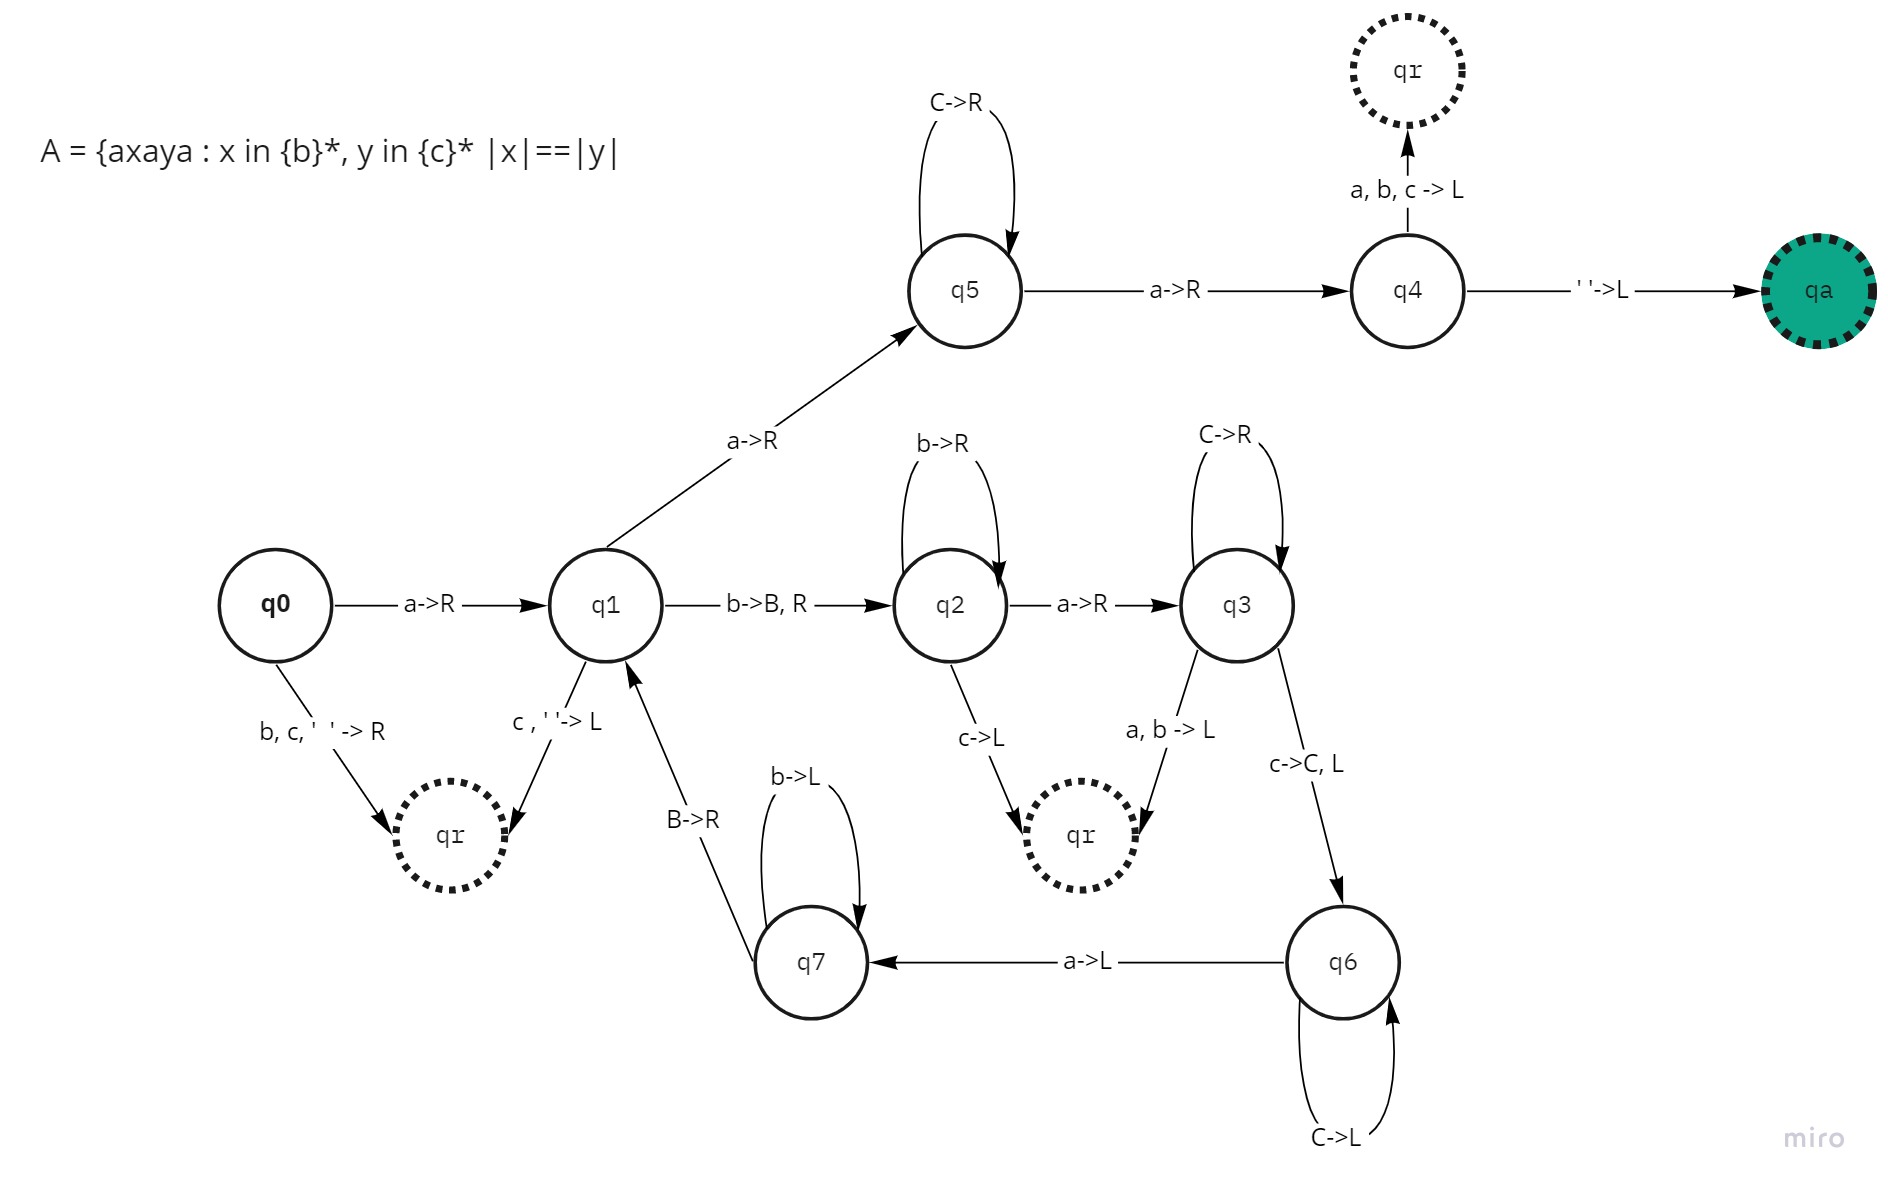 qr
C->R
A = {axaya : x in {b}*, y in {c}* |x|==|y|
a, b, c -> L
q5
a->R
q4
' '->L
qa
a->R
b->R
C->R
q0
a->R
q1
b->B, R
q2
a->R
q3
b, c, ' ' -> R
c , ' '-> L
c->L
a, b -> L
c->C, L
b->L
B->R
qr
qr
q7
a->L
q6
C->L
miro